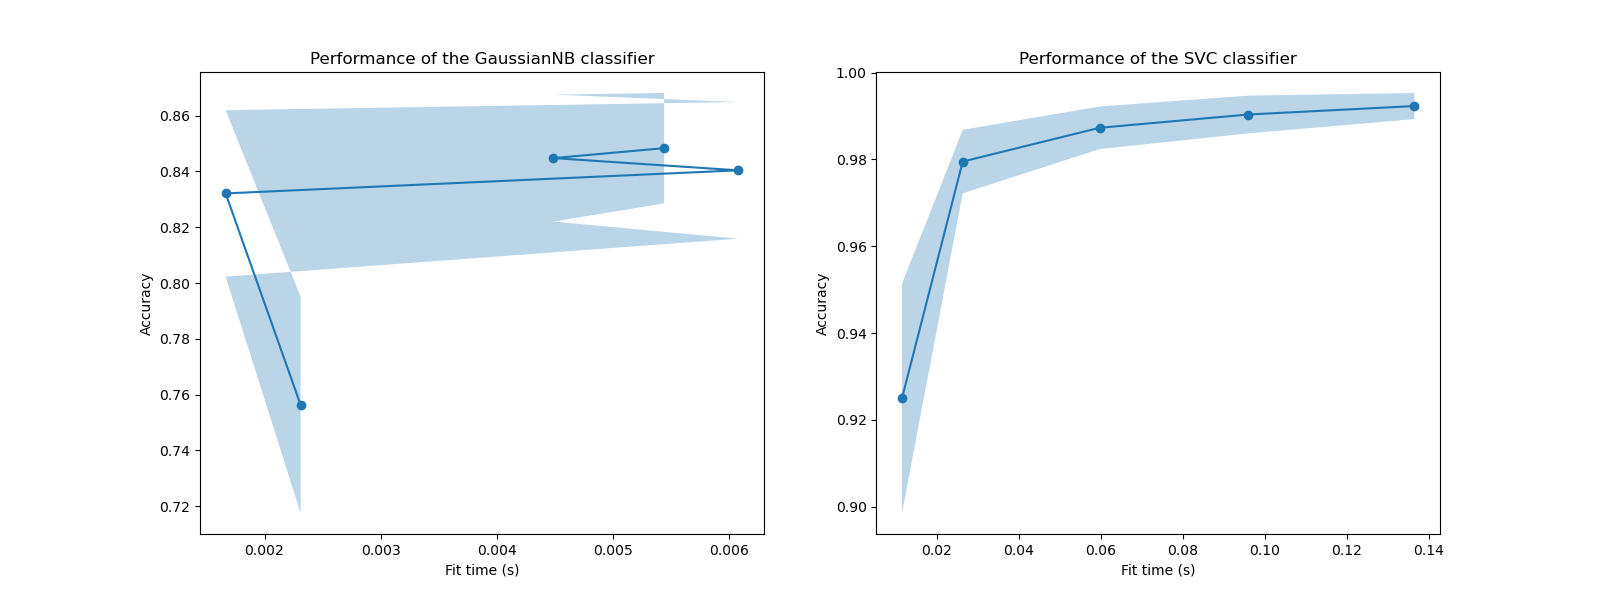 Performance of the GaussianNB classifier
0.86
0.84
0.82
0.80
0.78
0.76
0.74
0.72
Accuracy
0.002 0.003 0.004 0.005 0.006
Fit time (s)
Performance of the SVC classifier
1.00
0.98
0.96
0.94
0.92
0.90
Accuracy
0.02 0.04 0.06 0.08 0.10 0.12 0.14
Fit time (s)